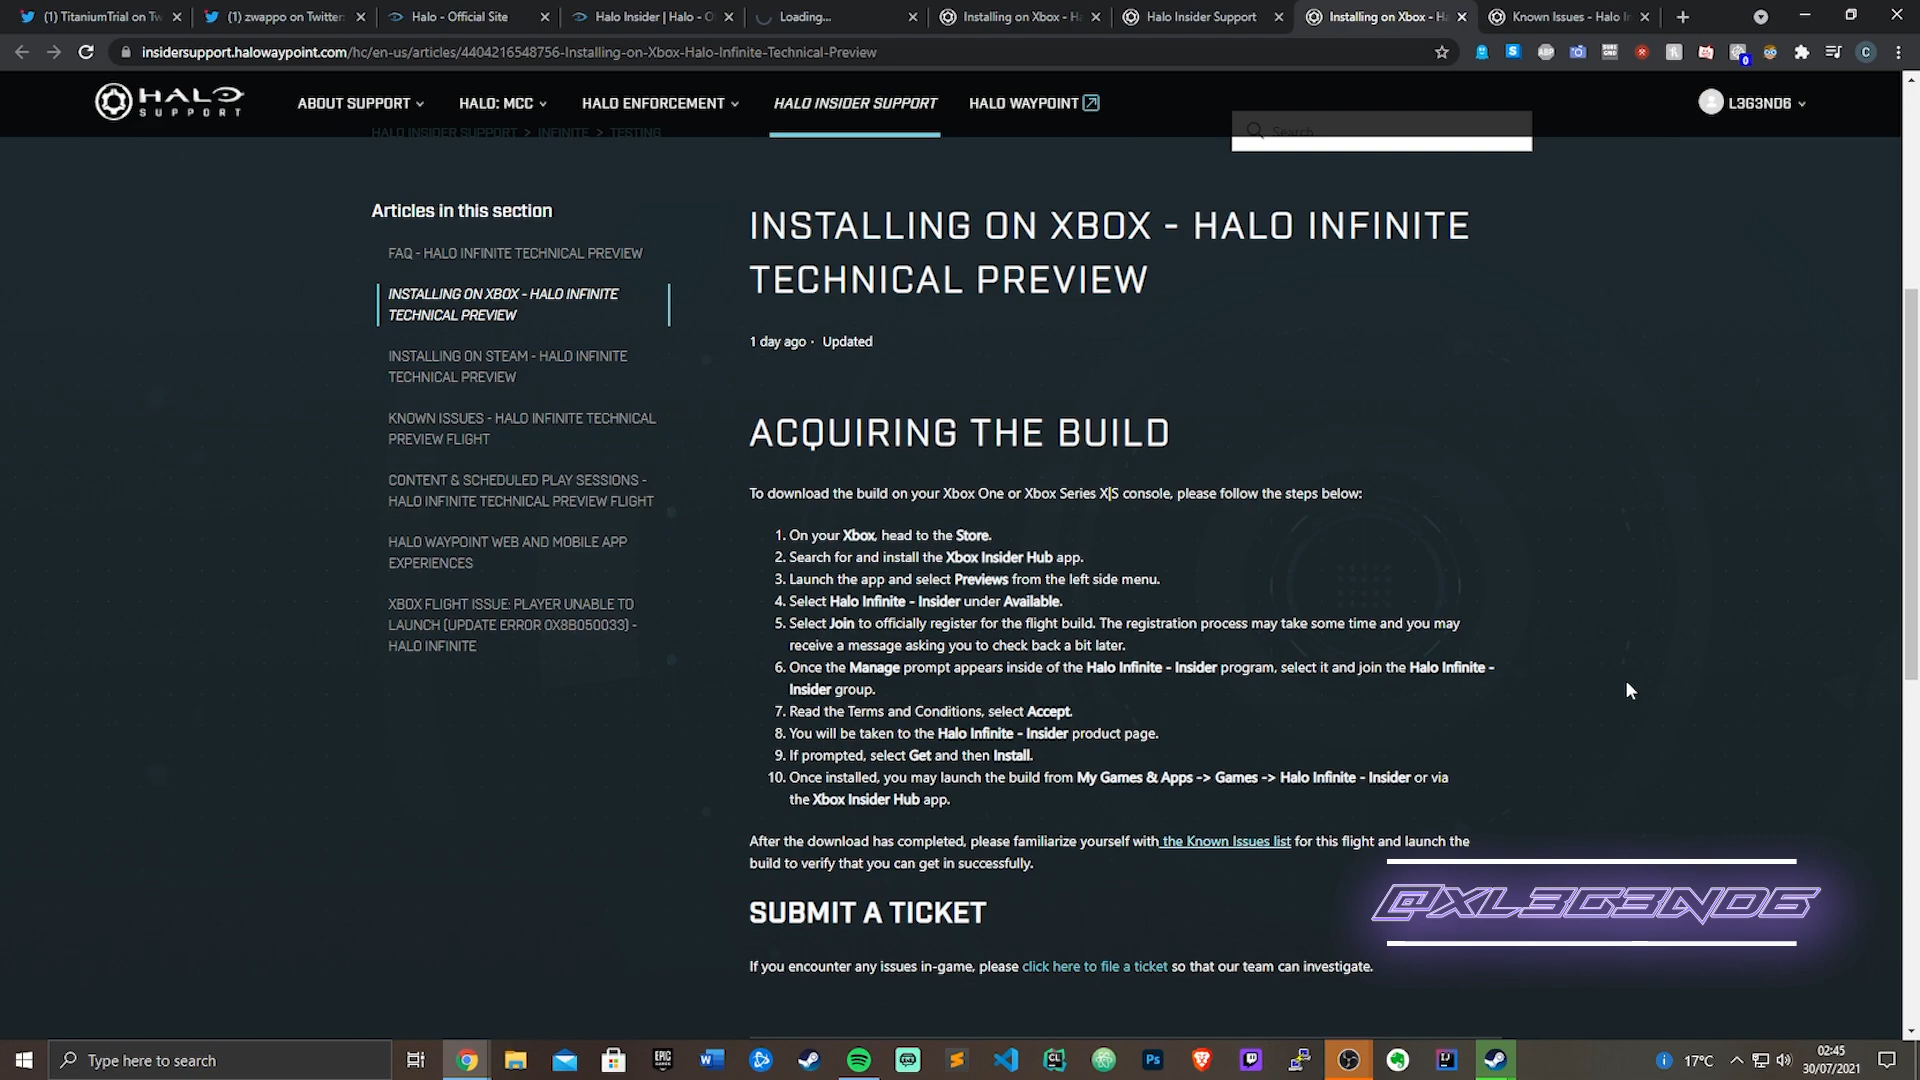 (1) TitaniumTrial on Tw
(1) zwappo on Twitter:
Halo - Official Site
Halo Insider | Halo - O
Loading...
Installing on Xbox - Ha
Halo Insider Support
Installing on Xbox - Ha
Known Issues - Halo In
insidersupport.halowaypoint.com/hc/en-us/articles/4404216548756-Installing-on-Xbox-Halo-Infinite-Technical-Preview
HALO SUPPORT
ABOUT SUPPORT
HALO: MCC
HALO ENFORCEMENT
HALO INSIDER SUPPORT
HALO WAYPOINT
L3G3ND6
HALO INSIDER SUPPORT > INFINITE > TESTING
Search
Articles in this section
FAQ - HALO INFINITE TECHNICAL PREVIEW
INSTALLING ON XBOX - HALO INFINITE
TECHNICAL PREVIEW
INSTALLING ON STEAM - HALO INFINITE
TECHNICAL PREVIEW
KNOWN ISSUES - HALO INFINITE TECHNICAL
PREVIEW FLIGHT
CONTENT & SCHEDULED PLAY SESSIONS -
HALO INFINITE TECHNICAL PREVIEW FLIGHT
HALO WAYPOINT WEB AND MOBILE APP
EXPERIENCES
XBOX FLIGHT ISSUE: PLAYER UNABLE TO
LAUNCH (UPDATE ERROR 0X8B050033) -
HALO INFINITE
INSTALLING ON XBOX - HALO INFINITE
TECHNICAL PREVIEW
1 day ago · Updated
ACQUIRING THE BUILD
To download the build on your Xbox One or Xbox Series X|S console, please follow the steps below:
1. On your Xbox, head to the Store.
2. Search for and install the Xbox Insider Hub app.
3. Launch the app and select Previews from the left side menu.
4. Select Halo Infinite - Insider under Available.
5. Select Join to officially register for the flight build. The registration process may take some time and you may
receive a message asking you to check back a bit later.
6. Once the Manage prompt appears inside of the Halo Infinite - Insider program, select it and join the Halo Infinite -
Insider group.
7. Read the Terms and Conditions, select Accept.
8. You will be taken to the Halo Infinite - Insider product page.
9. If prompted, select Get and then Install.
10. Once installed, you may launch the build from My Games & Apps -> Games -> Halo Infinite - Insider or via
the Xbox Insider Hub app.
After the download has completed, please familiarize yourself with the Known Issues list for this flight and launch the
build to verify that you can get in successfully.
SUBMIT A TICKET
If you encounter any issues in-game, please click here to file a ticket so that our team can investigate.
@XL3G3ND6
Type here to search
17°C
02:45
30/07/2021